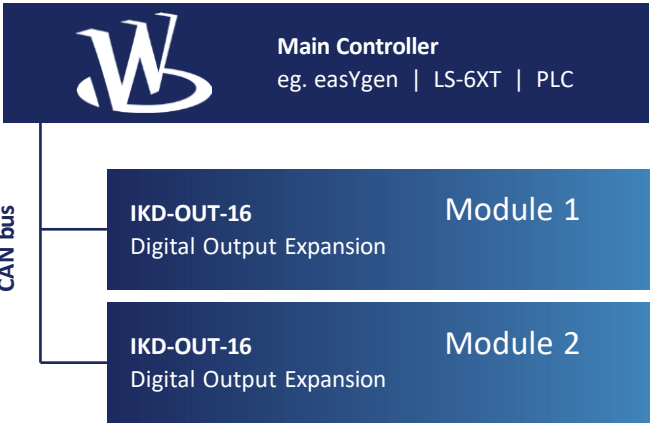 Main Controller
eg. easYgen | LS-6XT | PLC
CAN bus
IKD-OUT-16
Digital Output Expansion
Module 1
IKD-OUT-16
Digital Output Expansion
Module 2